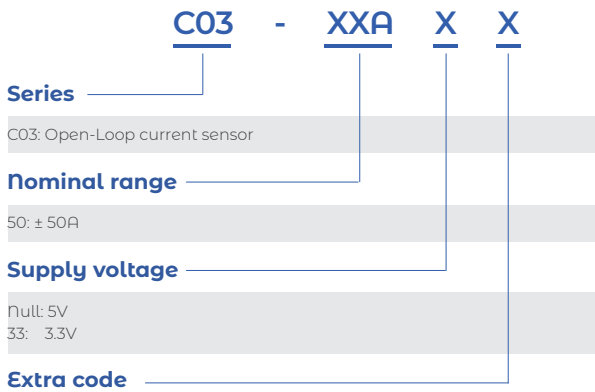 C03 - XXA X X
Series
C03: Open-Loop current sensor
Nominal range
50: ± 50A
Supply voltage
Null: 5V
33: 3.3V
Extra code